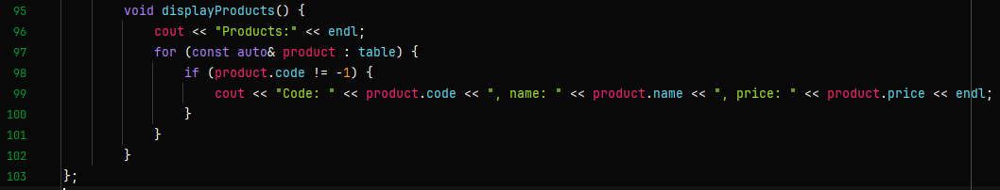 95 void displayProducts() {
96 cout << "Products:" << endl;
97 for (const auto& product : table) {
98 if (product.code != -1) {
99 cout << "Code: " << product.code << ", name: " << product.name << ", price: " << product.price << endl;
100 }
101 }
102 }
103 };